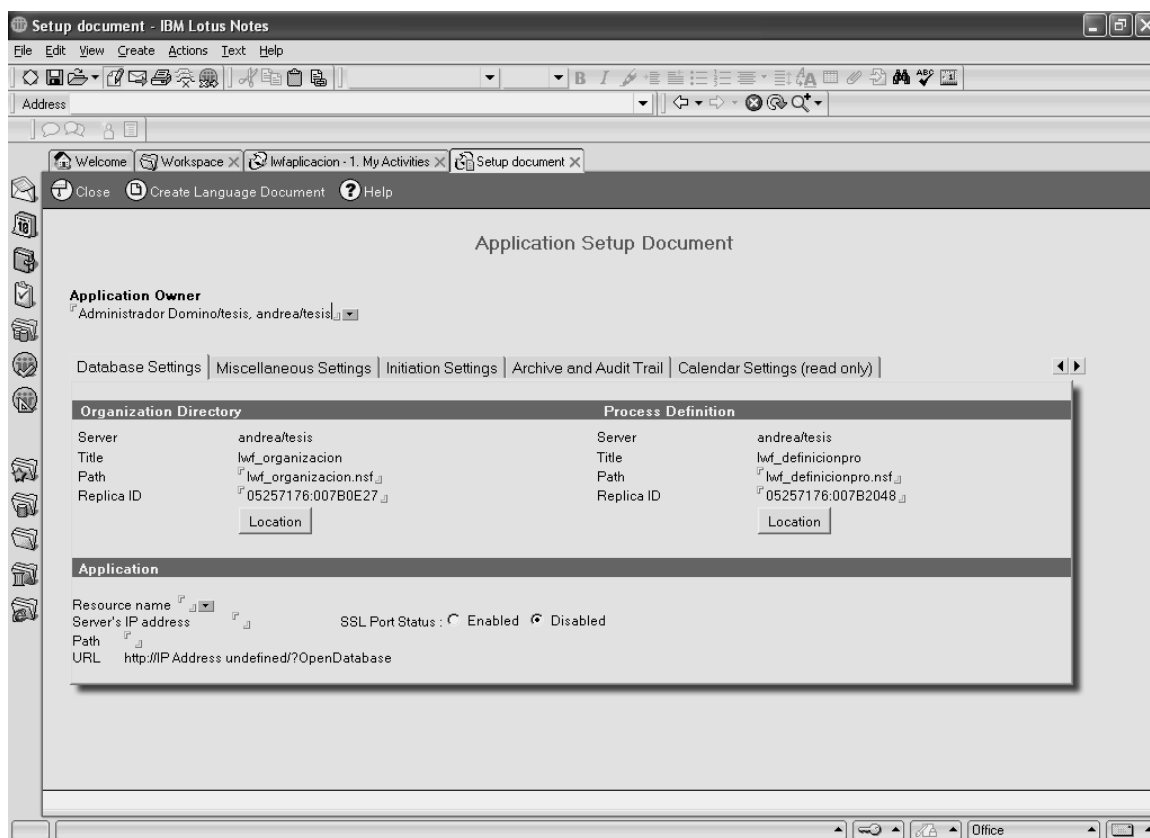 Setup document - IBM Lotus Notes
File Edit View Create Actions Text Help
B I
Address
Welcome Workspace lwfaplicacion - 1. My Activities Setup document
Close Create Language Document ? Help
Application Setup Document
Application Owner
Administrador Domino/tesis, andrea/tesis
Database Settings Miscellaneous Settings Initiation Settings Archive and Audit Trail Calendar Settings (read only)
Organization Directory Process Definition
Server andrea/tesis Server andrea/tesis
Title lwf_organizacion Title lwf_definicionpro
Path lwf_organizacion.nsf Path lwf_definicionpro.nsf
Replica ID 05257176:007B0E27 Replica ID 05257176:007B2048
Location Location
Application
Resource name
Server's IP address SSL Port Status : Enabled Disabled
Path
URL http://IP Address undefined/?OpenDatabase
Office